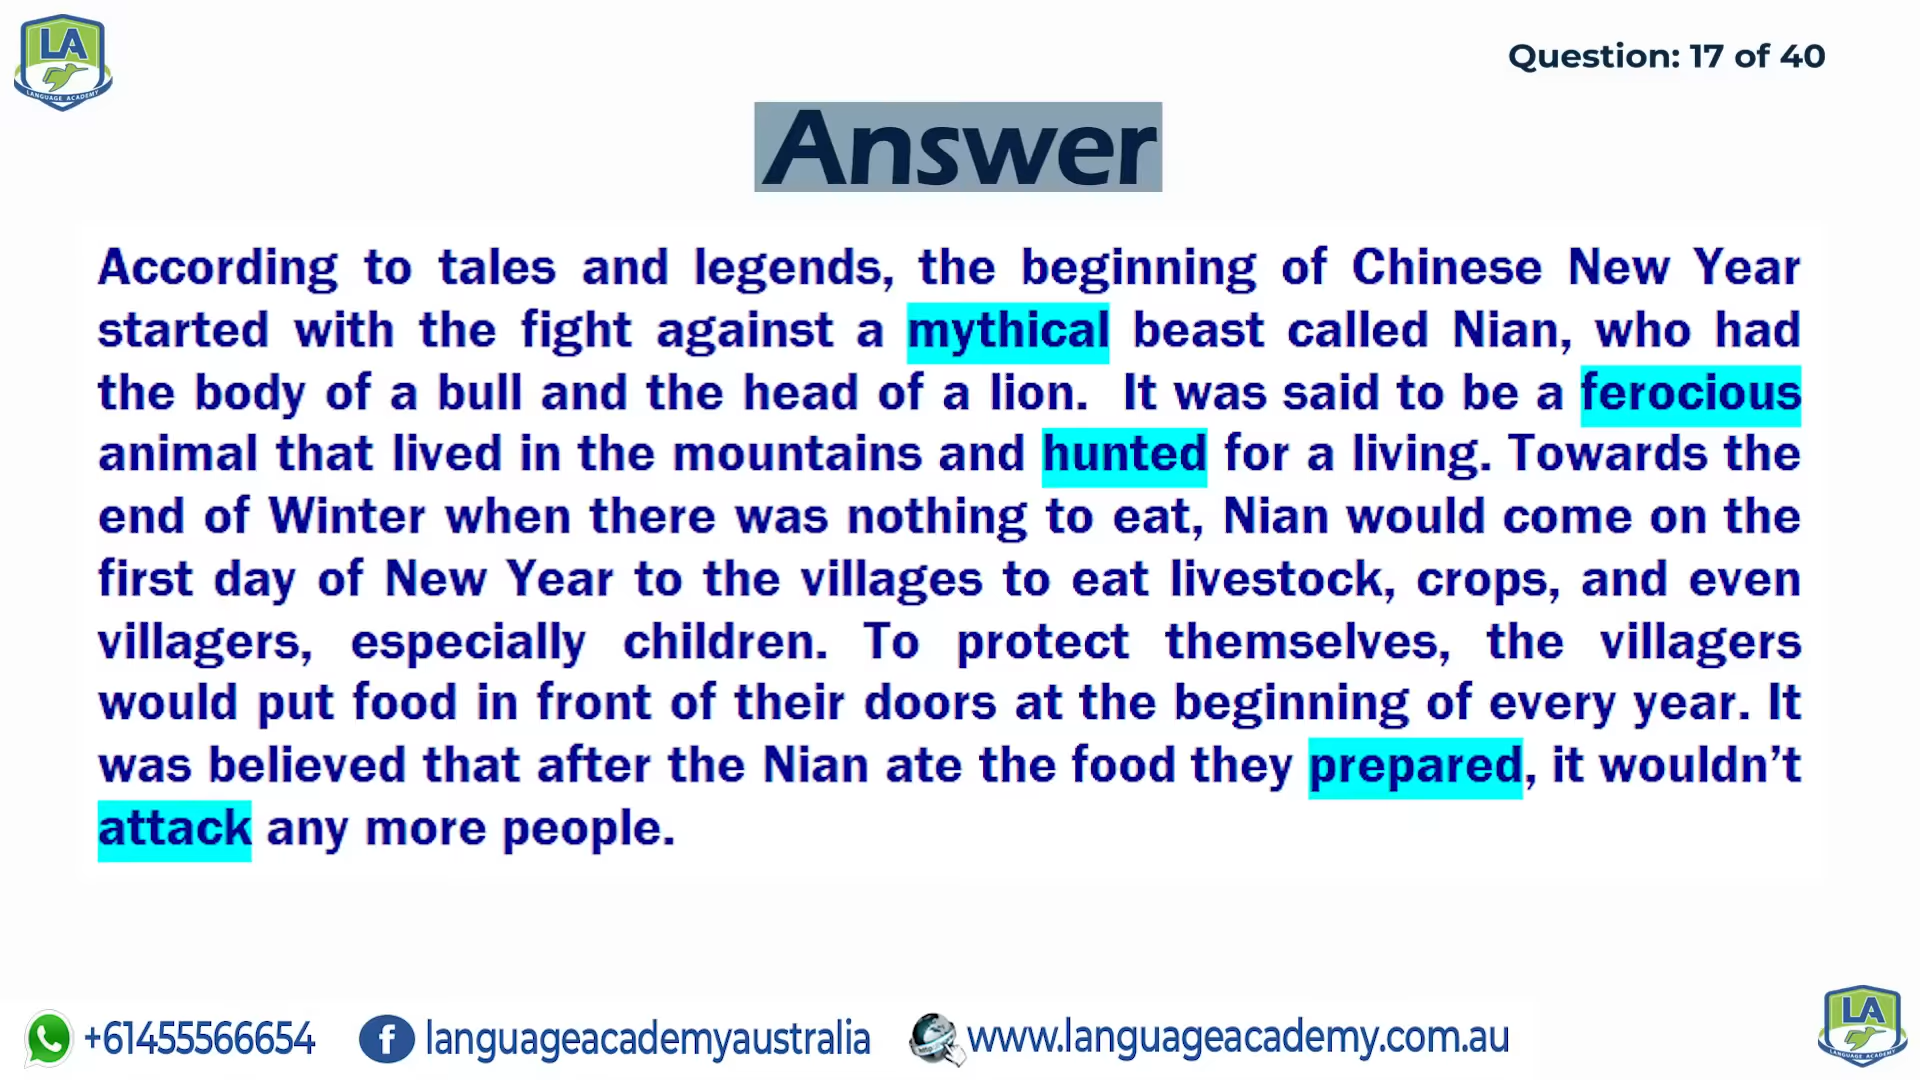 LA
LANGUAGE ACADEMY
Question: 17 of 40
Answer
According to tales and legends, the beginning of Chinese New Year
started with the fight against a mythical beast called Nian, who had
the body of a bull and the head of a lion. It was said to be a ferocious
animal that lived in the mountains and hunted for a living. Towards the
end of Winter when there was nothing to eat, Nian would come on the
first day of New Year to the villages to eat livestock, crops, and even
villagers, especially children. To protect themselves, the villagers
would put food in front of their doors at the beginning of every year. It
was believed that after the Nian ate the food they prepared, it wouldn’t
attack any more people.
+61455566654
f languageacademyaustralia
http:// www.languageacademy.com.au
LA
LANGUAGE ACADEMY